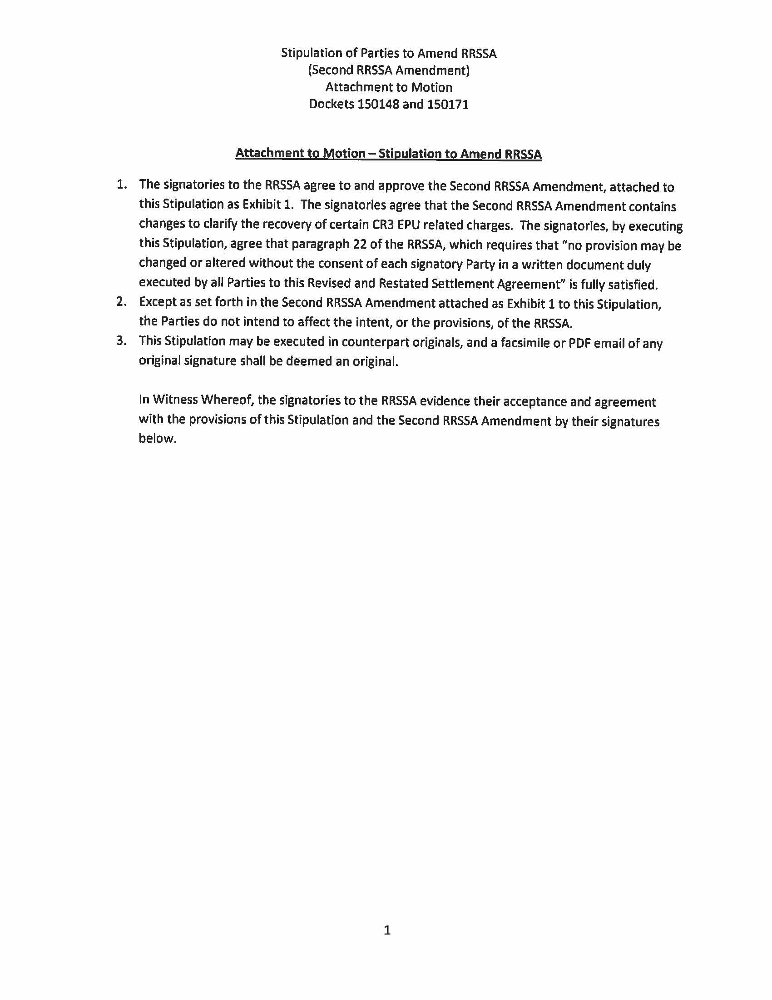 Stipulation of Parties to Amend RRSSA
(Second RRSSA Amendment)
Attachment to Motion
Dockets 150148 and 150171
Attachment to Motion – Stipulation to Amend RRSSA
1. The signatories to the RRSSA agree to and approve the Second RRSSA Amendment, attached to
this Stipulation as Exhibit 1. The signatories agree that the Second RRSSA Amendment contains
changes to clarify the recovery of certain CR3 EPU related charges. The signatories, by executing
this Stipulation, agree that paragraph 22 of the RRSSA, which requires that “no provision may be
changed or altered without the consent of each signatory Party in a written document duly
executed by all Parties to this Revised and Restated Settlement Agreement” is fully satisfied.
2. Except as set forth in the Second RRSSA Amendment attached as Exhibit 1 to this Stipulation,
the Parties do not intend to affect the intent, or the provisions, of the RRSSA.
3. This Stipulation may be executed in counterpart originals, and a facsimile or PDF email of any
original signature shall be deemed an original.
In Witness Whereof, the signatories to the RRSSA evidence their acceptance and agreement
with the provisions of this Stipulation and the Second RRSSA Amendment by their signatures
below.
1